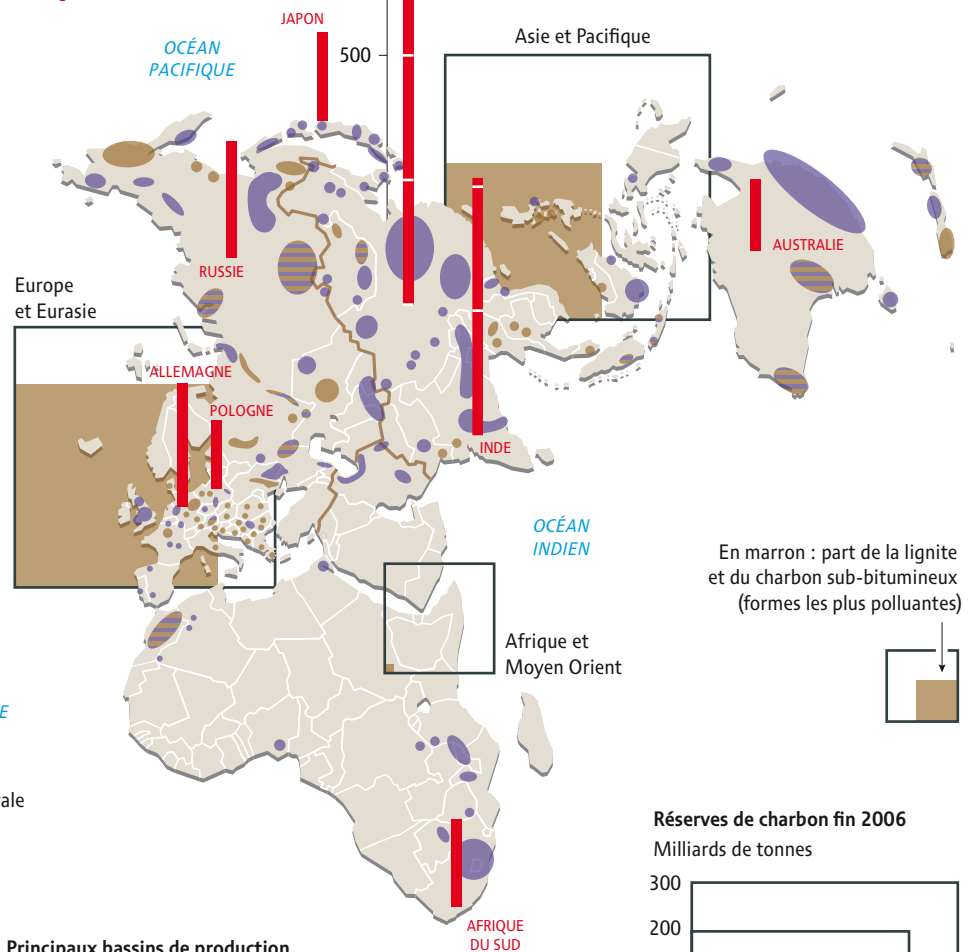 JAPON
500
Asie et Pacifique
OCÉAN
PACIFIQUE
AUSTRALIE
RUSSIE
Europe
et Eurasie
ALLEMAGNE
POLOGNE
INDE
OCÉAN
INDIEN
En marron : part de la lignite
et du charbon sub-bitumineux
(formes les plus polluantes)
Afrique et
Moyen Orient
E
ale
Réserves de charbon fin 2006
Milliards de tonnes
300
200
AFRIQUE
DU SUD
Principaux bassins de production